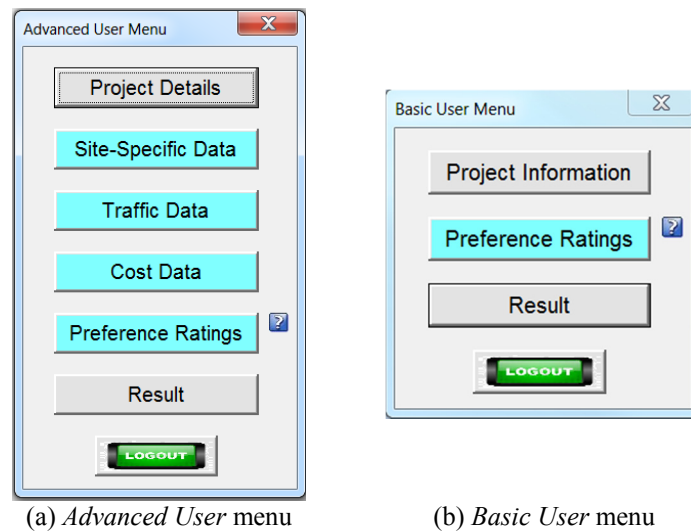 Advanced User Menu
Project Details
Site-Specific Data
Traffic Data
Cost Data
Preference Ratings ?
Result
LOGOUT
(a) Advanced User menu
Basic User Menu
Project Information
Preference Ratings ?
Result
LOGOUT
(b) Basic User menu